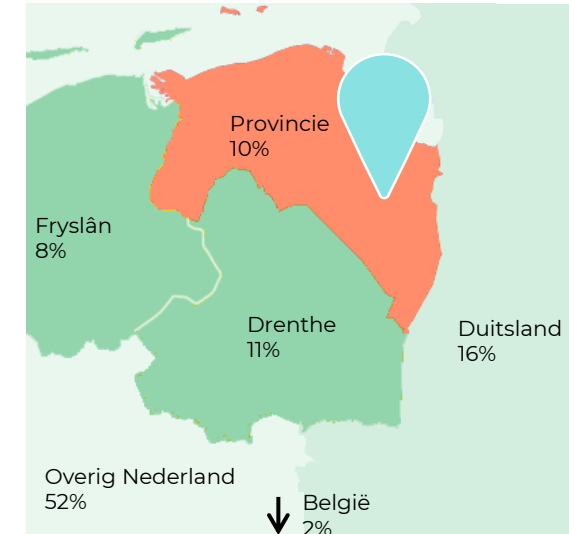 Provincie
10%
Fryslân
8%
Drenthe
11%
Duitsland
16%
Overig Nederland
52%
België
2%